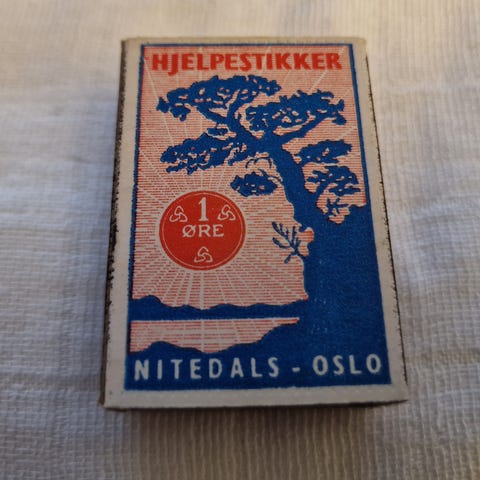 HJELPESTIKKER
1
ØRE
NITEDALS - OSLO